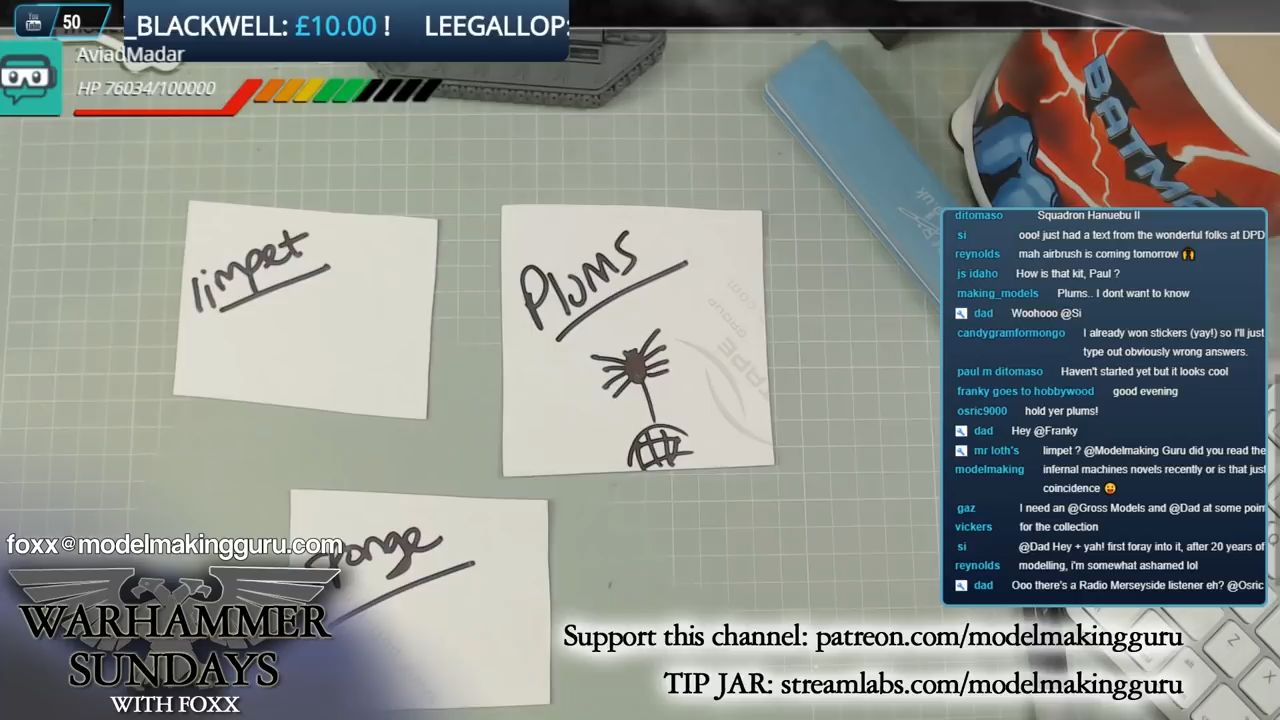 50
_BLACKWELL: £10.00 ! LEEGALLOP:
AviadMadar
HP 76034/100000
BATM
limpet
Plums
ditomaso Squadron Hanuebu II
si ooo! just had a text from the wonderful folks at DPD
reynolds mah airbrush is coming tomorrow
js idaho How is that kit, Paul ?
making_models Plums.. I dont want to know
dad Woohooo @Si
candygramformongo I already won stickers (yay!) so I'll just
type out obviously wrong answers.
paul m ditomaso Haven't started yet but it looks cool
franky goes to hobbywood good evening
osric9000 hold yer plums!
dad Hey @Franky
mr loth's limpet ? @Modelmaking Guru did you read the
modelmaking infernal machines novels recently or is that just
coincidence
gaz I need an @Gross Models and @Dad at some poin
vickers for the collection
si @Dad Hey + yah! first foray into it, after 20 years of
reynolds modelling, i'm somewhat ashamed lol
dad Ooo there's a Radio Merseyside listener eh? @Osric
foxx@modelmakingguru.com
onge
WARHAMMER
SUNDAYS
WITH FOXX
Support this channel: patreon.com/modelmakingguru
TIP JAR: streamlabs.com/modelmakingguru
Z
X